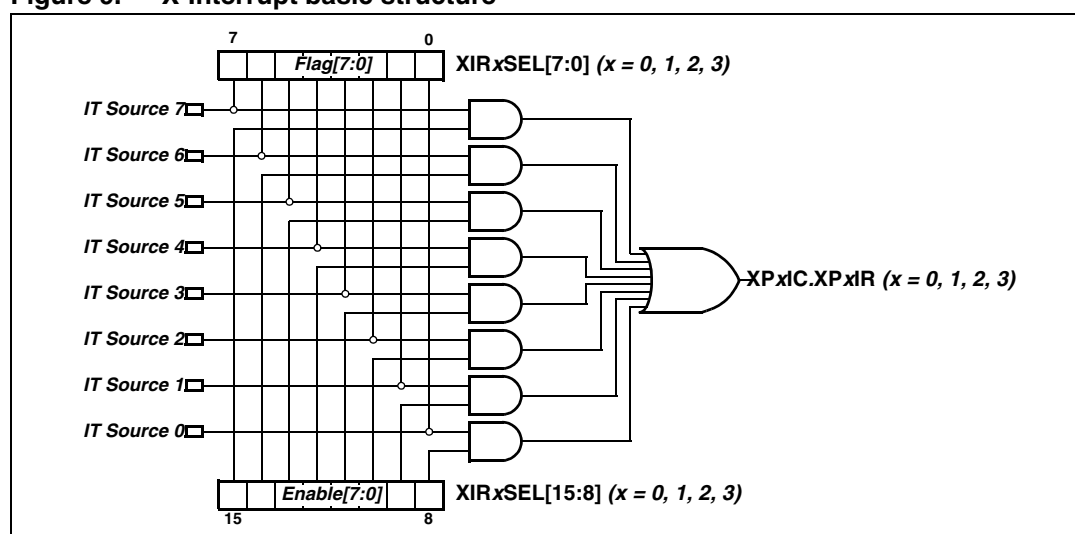 Figure 9. X-Interrupt basic structure
7 0
Flag[7:0] XIRxSEL[7:0] (x = 0, 1, 2, 3)
IT Source 7
IT Source 6
IT Source 5
IT Source 4
IT Source 3
IT Source 2
IT Source 1
IT Source 0
XPxIC.XPxIR (x = 0, 1, 2, 3)
Enable[7:0] XIRxSEL[15:8] (x = 0, 1, 2, 3)
15 8